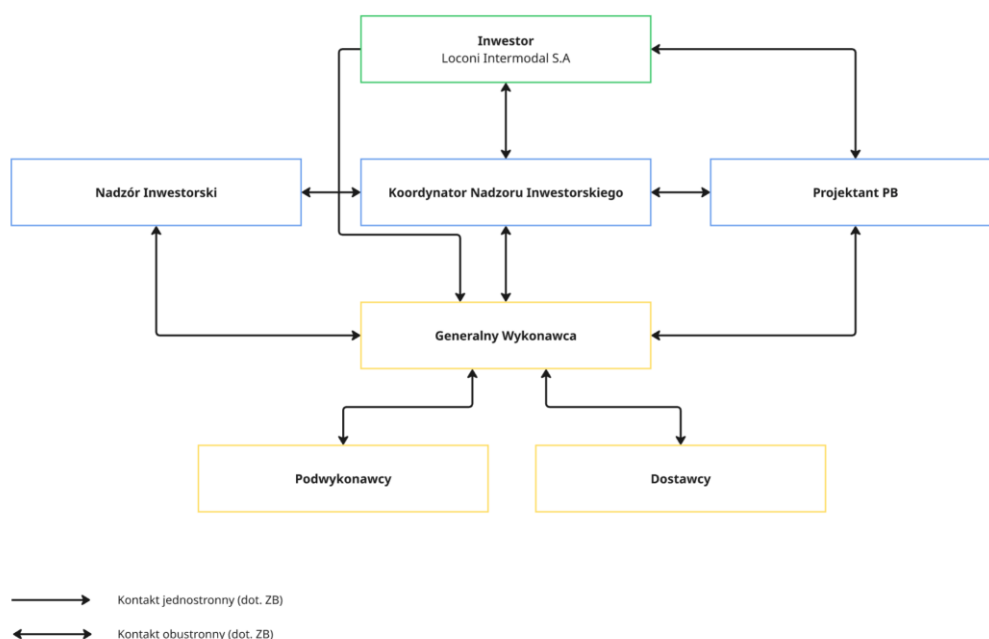 Inwestor
Loconi Intermodal S.A
Nadzór Inwestorski
Koordynator Nadzoru Inwestorskiego
Projektant PB
Generalny Wykonawca
Podwykonawcy
Dostawcy
Kontakt jednostronny (dot. ZB)
Kontakt obustronny (dot. ZB)